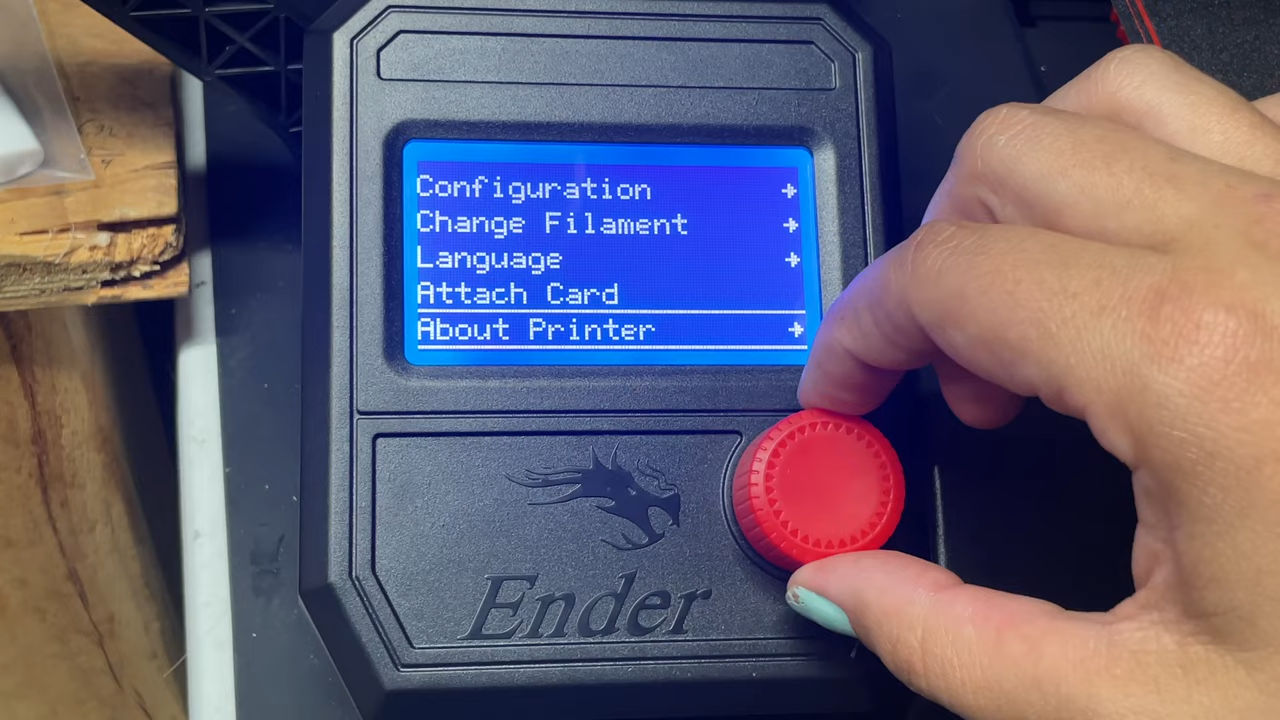 Configuration
Change Filament
Language
Attach Card
About Printer
Ender